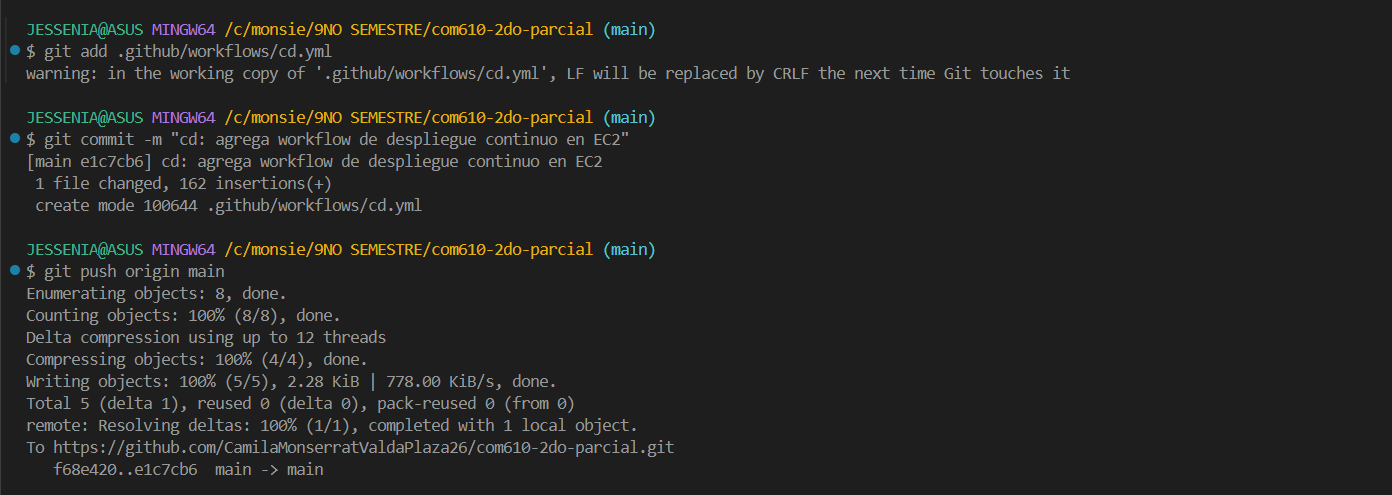 JESSENIA@ASUS MINGW64 /c/monsie/9NO SEMESTRE/com610-2do-parcial (main)
$ git add .github/workflows/cd.yml
warning: in the working copy of '.github/workflows/cd.yml', LF will be replaced by CRLF the next time Git touches it
JESSENIA@ASUS MINGW64 /c/monsie/9NO SEMESTRE/com610-2do-parcial (main)
$ git commit -m "cd: agrega workflow de despliegue continuo en EC2"
[main e1c7cb6] cd: agrega workflow de despliegue continuo en EC2
 1 file changed, 162 insertions(+)
 create mode 100644 .github/workflows/cd.yml
JESSENIA@ASUS MINGW64 /c/monsie/9NO SEMESTRE/com610-2do-parcial (main)
$ git push origin main
Enumerating objects: 8, done.
Counting objects: 100% (8/8), done.
Delta compression using up to 12 threads
Compressing objects: 100% (4/4), done.
Writing objects: 100% (5/5), 2.28 KiB | 778.00 KiB/s, done.
Total 5 (delta 1), reused 0 (delta 0), pack-reused 0 (from 0)
remote: Resolving deltas: 100% (1/1), completed with 1 local object.
To https://github.com/CamilaMonserratValdaPlaza26/com610-2do-parcial.git
   f68e420..e1c7cb6  main -> main